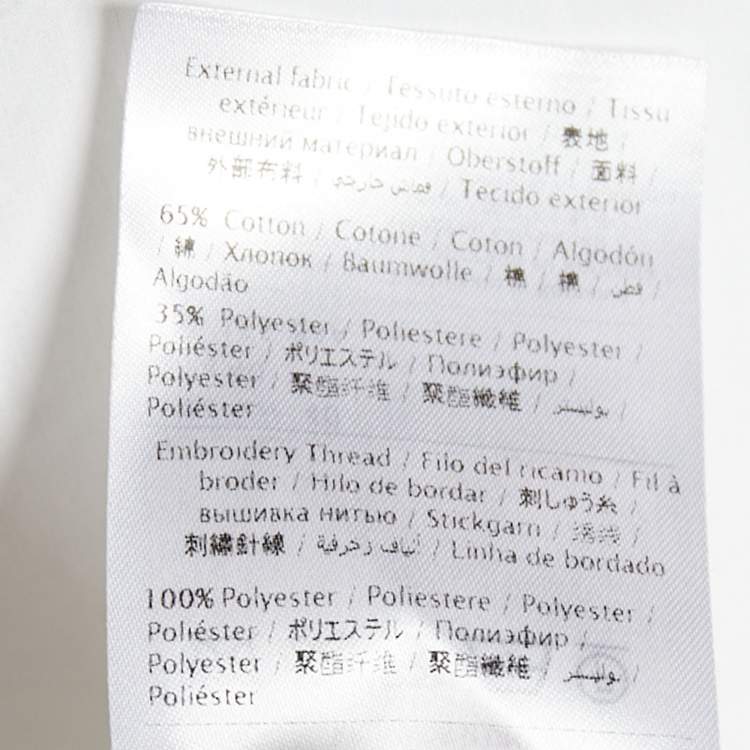 External fabric / Tessuto esterno / Tissu
extérieur / Tejido exterior / 表地 /
внешний материал / Oberstoff / 面料 /
外部布料 / قماش خارجي / Tecido exterior
65% Cotton / Cotone / Coton / Algodón
/ 綿 / Хлопок / Baumwolle / 棉 / 棉 / قطن /
Algodão
35% Polyester / Poliestere / Polyester /
Poliéster / ポリエステル / Полиэфир /
Polyester / 聚酯纤维 / 聚酯纖維 / بوليستر /
Poliéster
Embroidery Thread / Filo del ricamo / Fil à
broder / Hilo de bordar / 刺しゅう糸 /
вышивка нитью / Stickgarn / 绣线 /
刺繡針線 / ألياف زخرفية / Linha de bordado
100% Polyester / Poliestere / Polyester /
Poliéster / ポリエステル / Полиэфир /
Polyester / 聚酯纤维 / 聚酯纖維 / بوليستر /
Poliéster